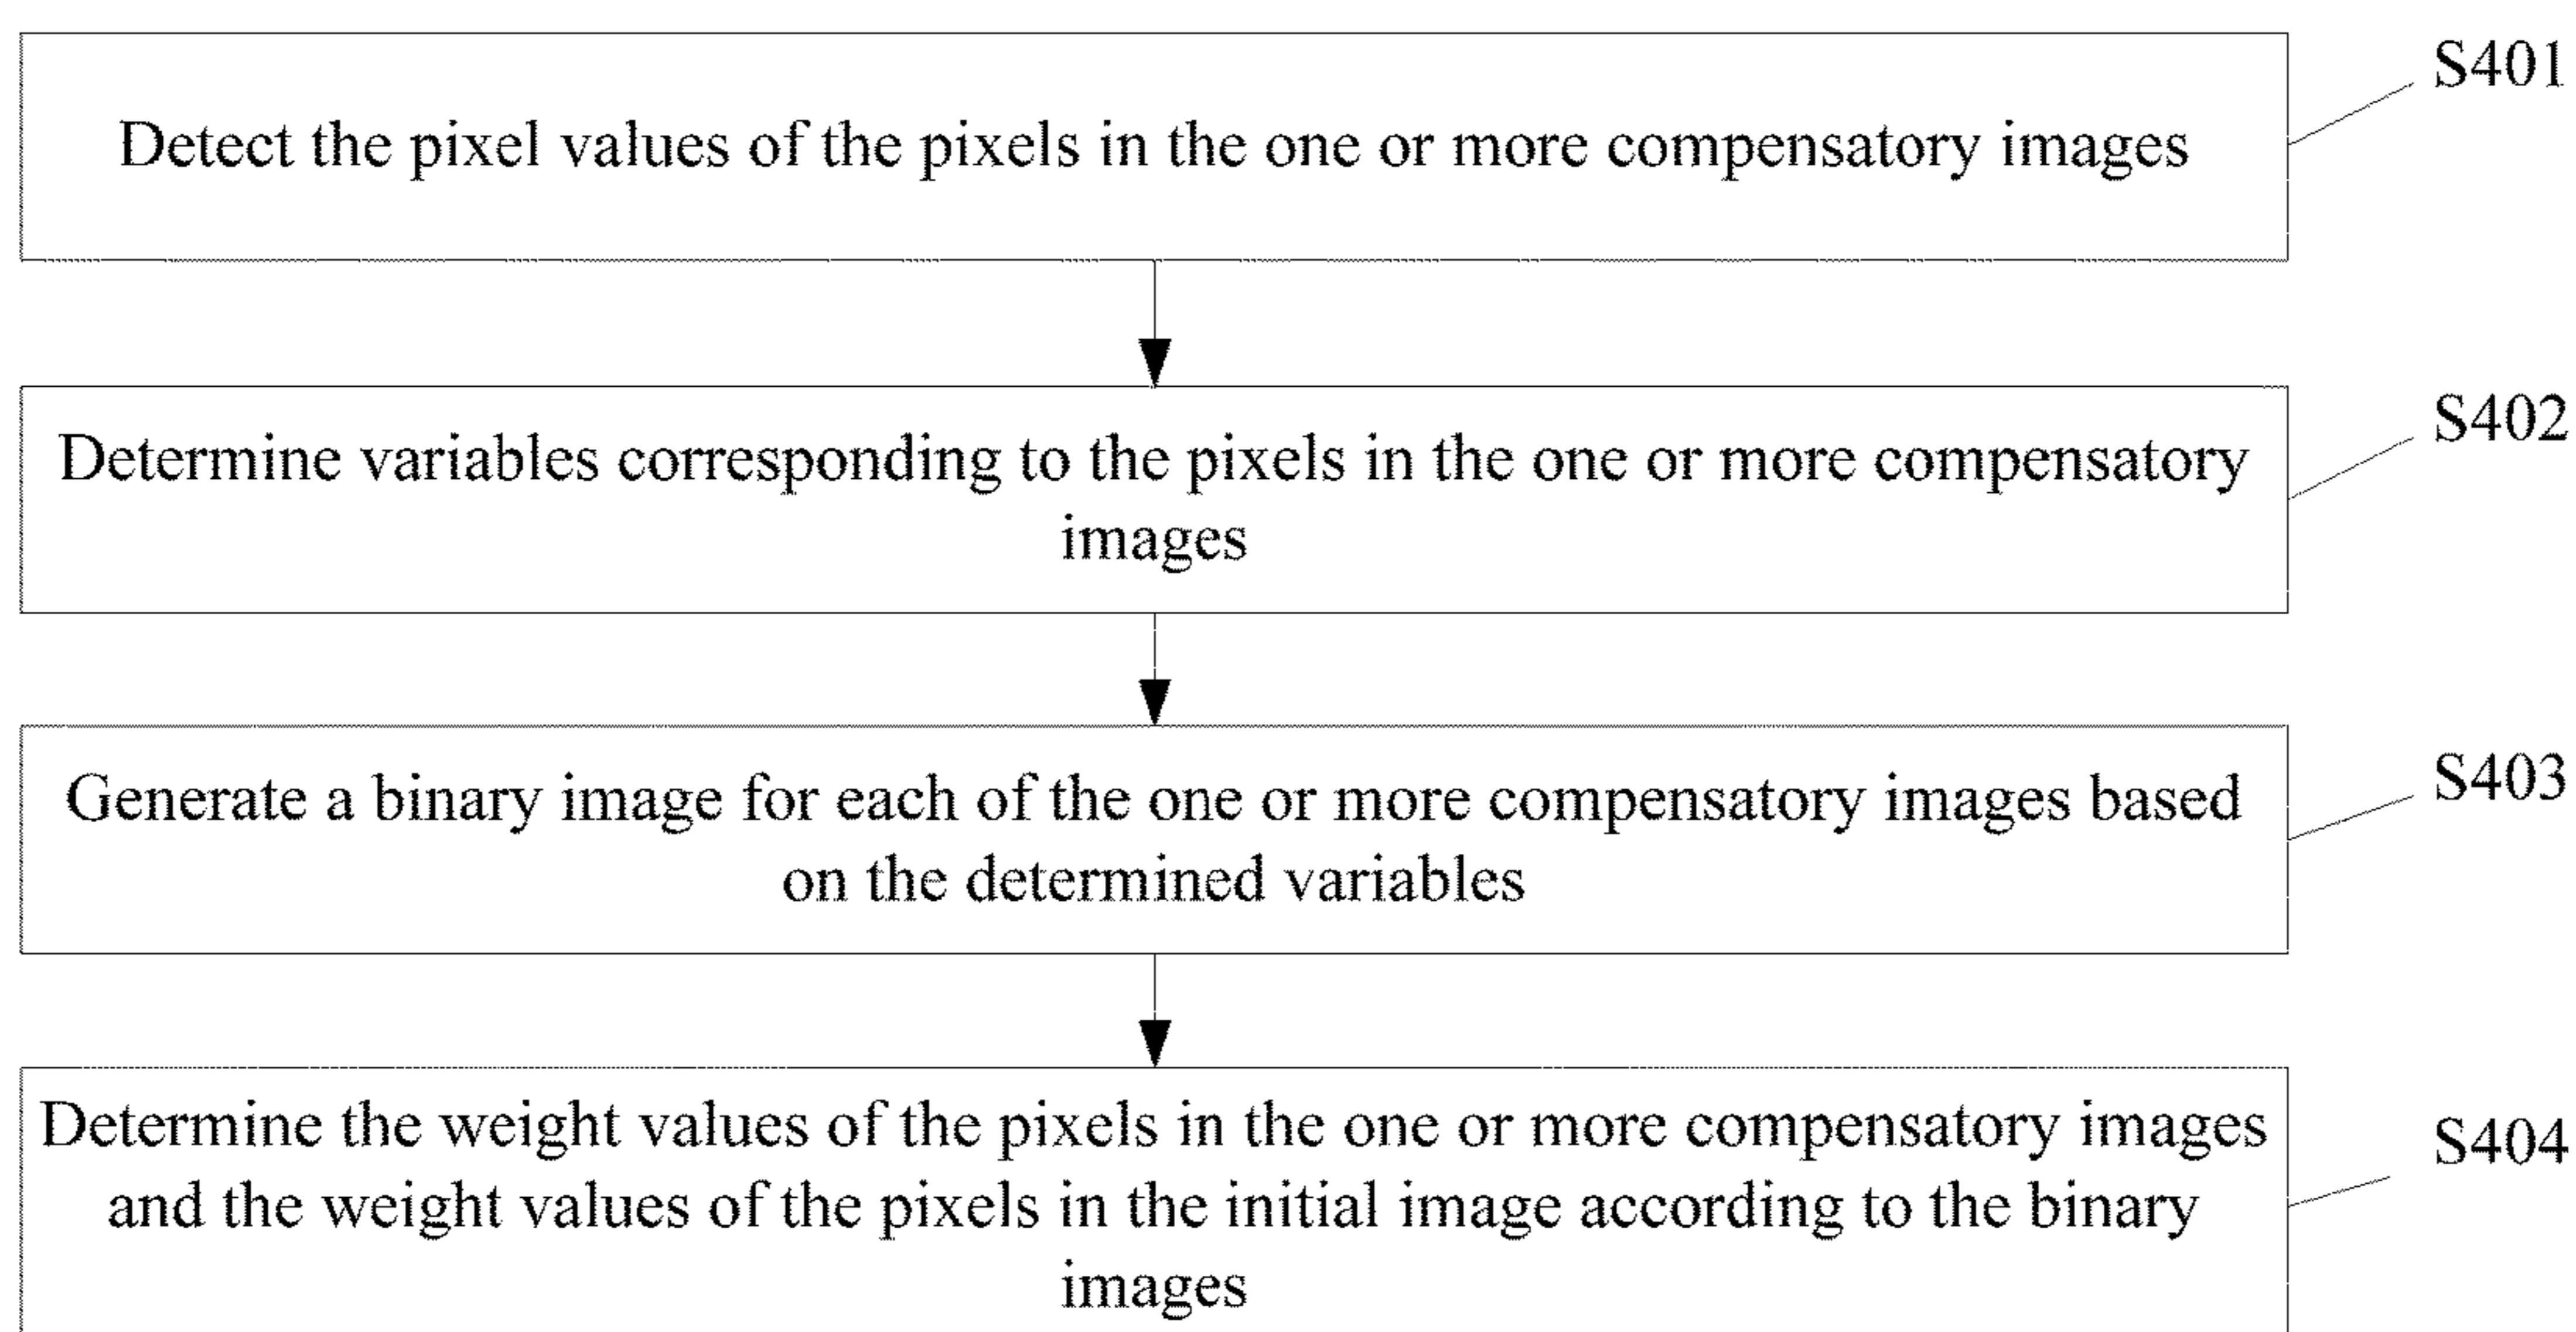 S401
Detect the pixel values of the pixels in the one or more compensatory images
S402
Determine variables corresponding to the pixels in the one or more compensatory
images
S403
Generate a binary image for each of the one or more compensatory images based
on the determined variables
S404
Determine the weight values of the pixels in the one or more compensatory images
and the weight values of the pixels in the initial image according to the binary
images